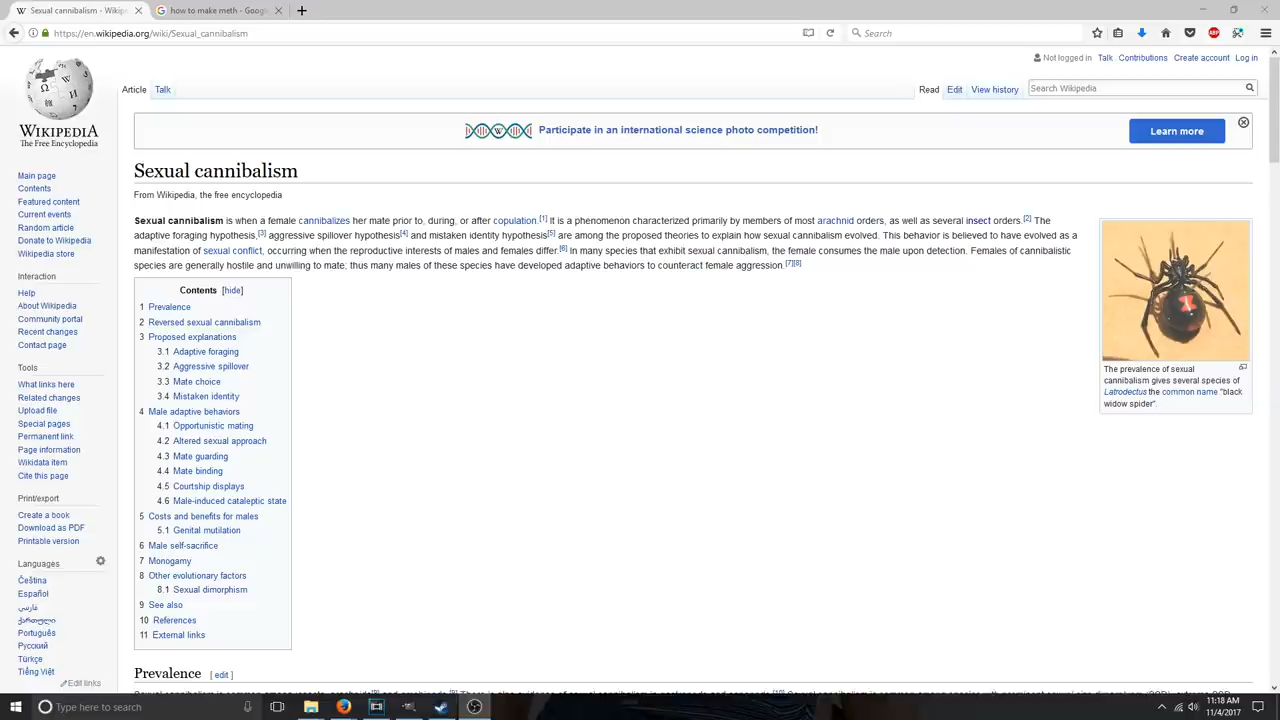 Sexual cannibalism - Wikip
how to make meth - Google
https://en.wikipedia.org/wiki/Sexual_cannibalism
Search
Not logged in Talk Contributions Create account Log in
Article Talk
Read Edit View history
Search Wikipedia
WIKIPEDIA
The Free Encyclopedia
Participate in an international science photo competition!
Learn more
Main page
Contents
Featured content
Current events
Random article
Donate to Wikipedia
Wikipedia store
Interaction
Help
About Wikipedia
Community portal
Recent changes
Contact page
Tools
What links here
Related changes
Upload file
Special pages
Permanent link
Page information
Wikidata item
Cite this page
Print/export
Create a book
Download as PDF
Printable version
Languages
Čeština
Español
فارسی
ქართული
Português
Русский
Türkçe
Tiếng Việt
Edit links
Sexual cannibalism
From Wikipedia, the free encyclopedia
Sexual cannibalism is when a female cannibalizes her mate prior to, during, or after copulation.[1] It is a phenomenon characterized primarily by members of most arachnid orders, as well as several insect orders.[2] The
adaptive foraging hypothesis,[3] aggressive spillover hypothesis[4] and mistaken identity hypothesis[5] are among the proposed theories to explain how sexual cannibalism evolved. This behavior is believed to have evolved as a
manifestation of sexual conflict, occurring when the reproductive interests of males and females differ.[6] In many species that exhibit sexual cannibalism, the female consumes the male upon detection. Females of cannibalistic
species are generally hostile and unwilling to mate; thus many males of these species have developed adaptive behaviors to counteract female aggression.[7][8]
Contents [hide]
1 Prevalence
2 Reversed sexual cannibalism
3 Proposed explanations
3.1 Adaptive foraging
3.2 Aggressive spillover
3.3 Mate choice
3.4 Mistaken identity
4 Male adaptive behaviors
4.1 Opportunistic mating
4.2 Altered sexual approach
4.3 Mate guarding
4.4 Mate binding
4.5 Courtship displays
4.6 Male-induced cataleptic state
5 Costs and benefits for males
5.1 Genital mutilation
6 Male self-sacrifice
7 Monogamy
8 Other evolutionary factors
8.1 Sexual dimorphism
9 See also
10 References
11 External links
The prevalence of sexual
cannibalism gives several species of
Latrodectus the common name "black
widow spider".
Prevalence [ edit ]
Type here to search
11:18 AM
11/4/2017